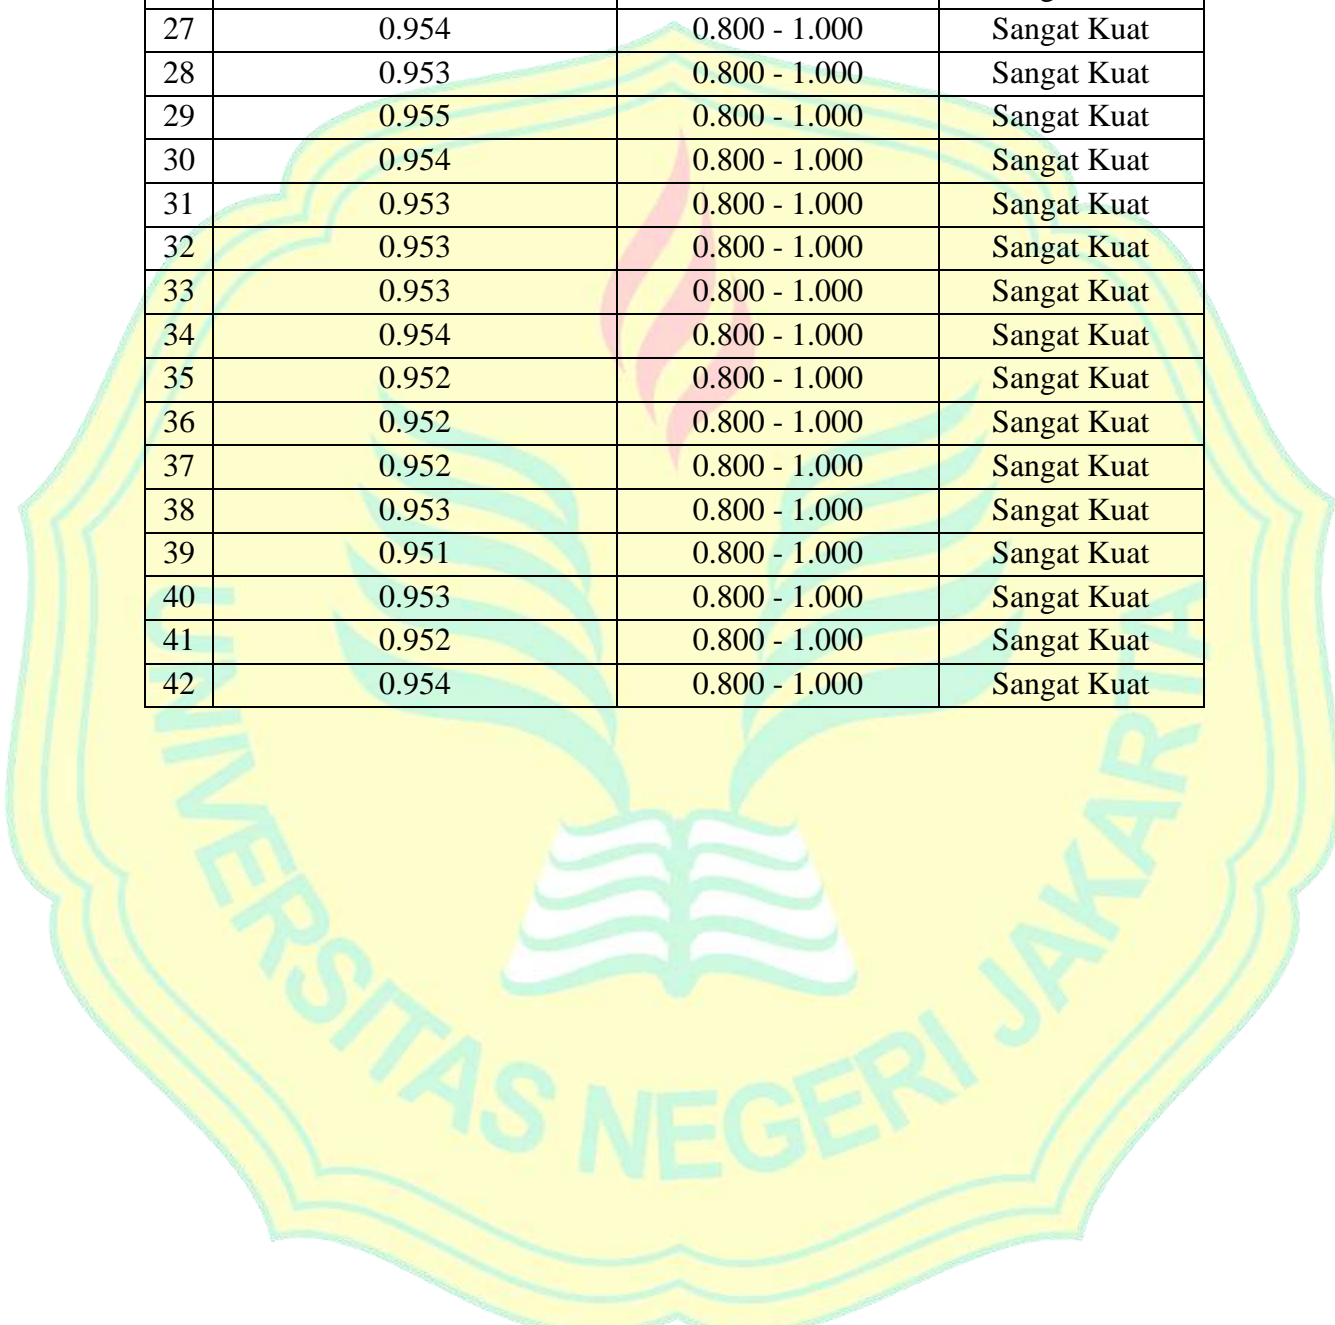 27 0.954 0.800 - 1.000 Sangat Kuat
28 0.953 0.800 - 1.000 Sangat Kuat
29 0.955 0.800 - 1.000 Sangat Kuat
30 0.954 0.800 - 1.000 Sangat Kuat
31 0.953 0.800 - 1.000 Sangat Kuat
32 0.953 0.800 - 1.000 Sangat Kuat
33 0.953 0.800 - 1.000 Sangat Kuat
34 0.954 0.800 - 1.000 Sangat Kuat
35 0.952 0.800 - 1.000 Sangat Kuat
36 0.952 0.800 - 1.000 Sangat Kuat
37 0.952 0.800 - 1.000 Sangat Kuat
38 0.953 0.800 - 1.000 Sangat Kuat
39 0.951 0.800 - 1.000 Sangat Kuat
40 0.953 0.800 - 1.000 Sangat Kuat
41 0.952 0.800 - 1.000 Sangat Kuat
42 0.954 0.800 - 1.000 Sangat Kuat
UNIVERSITAS NEGERI JAKARTA